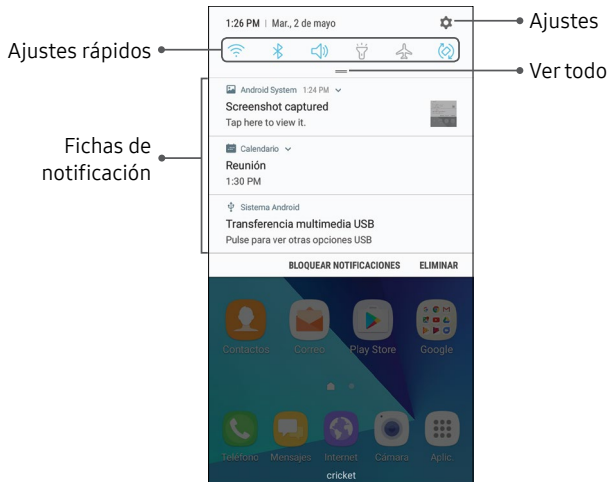 1:26 PM | Mar., 2 de mayo
Ajustes
Ajustes rápidos
Ver todo
Android System 1:24 PM
Screenshot captured
Tap here to view it.
Fichas de
notificación
Calendario
Reunión
1:30 PM
Sistema Android
Transferencia multimedia USB
Pulse para ver otras opciones USB
BLOQUEAR NOTIFICACIONES ELIMINAR
Contactos Correo Play Store Google
Teléfono Mensajes Internet Cámara Aplic.
cricket